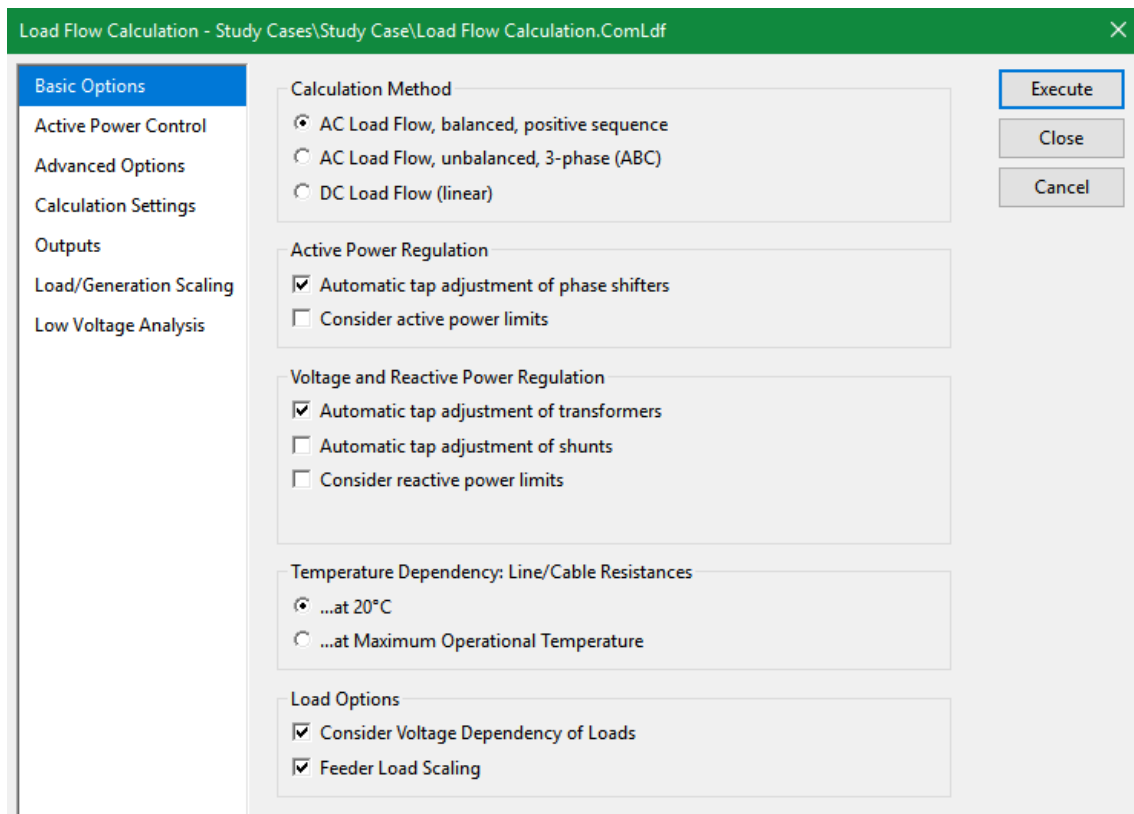 Load Flow Calculation - Study Cases\Study Case\Load Flow Calculation.ComLdf
Basic Options
Active Power Control
Advanced Options
Calculation Settings
Outputs
Load/Generation Scaling
Low Voltage Analysis
Calculation Method
AC Load Flow, balanced, positive sequence
AC Load Flow, unbalanced, 3-phase (ABC)
DC Load Flow (linear)
Active Power Regulation
Automatic tap adjustment of phase shifters
Consider active power limits
Voltage and Reactive Power Regulation
Automatic tap adjustment of transformers
Automatic tap adjustment of shunts
Consider reactive power limits
Temperature Dependency: Line/Cable Resistances
...at 20°C
...at Maximum Operational Temperature
Load Options
Consider Voltage Dependency of Loads
Feeder Load Scaling
Execute
Close
Cancel